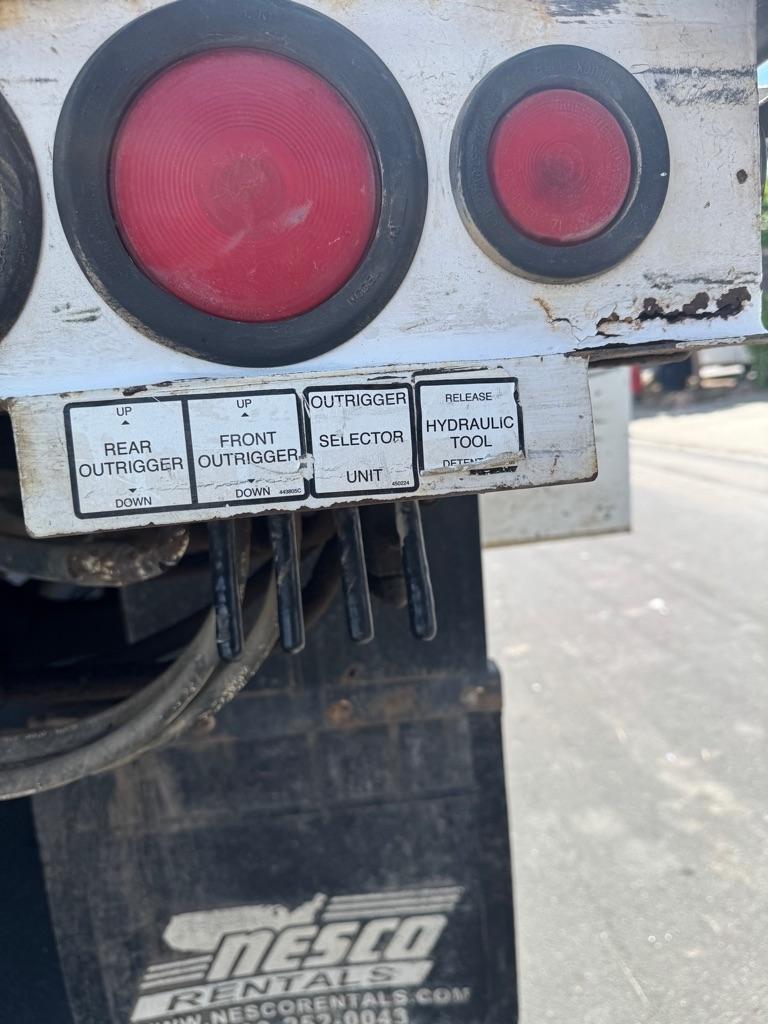 UP
REAR
OUTRIGGER
DOWN
UP
FRONT
OUTRIGGER
DOWN 443805C
OUTRIGGER
SELECTOR
UNIT 450224
RELEASE
HYDRAULIC
TOOL
NESCO
RENTALS
WWW.NESCORENTALS.COM